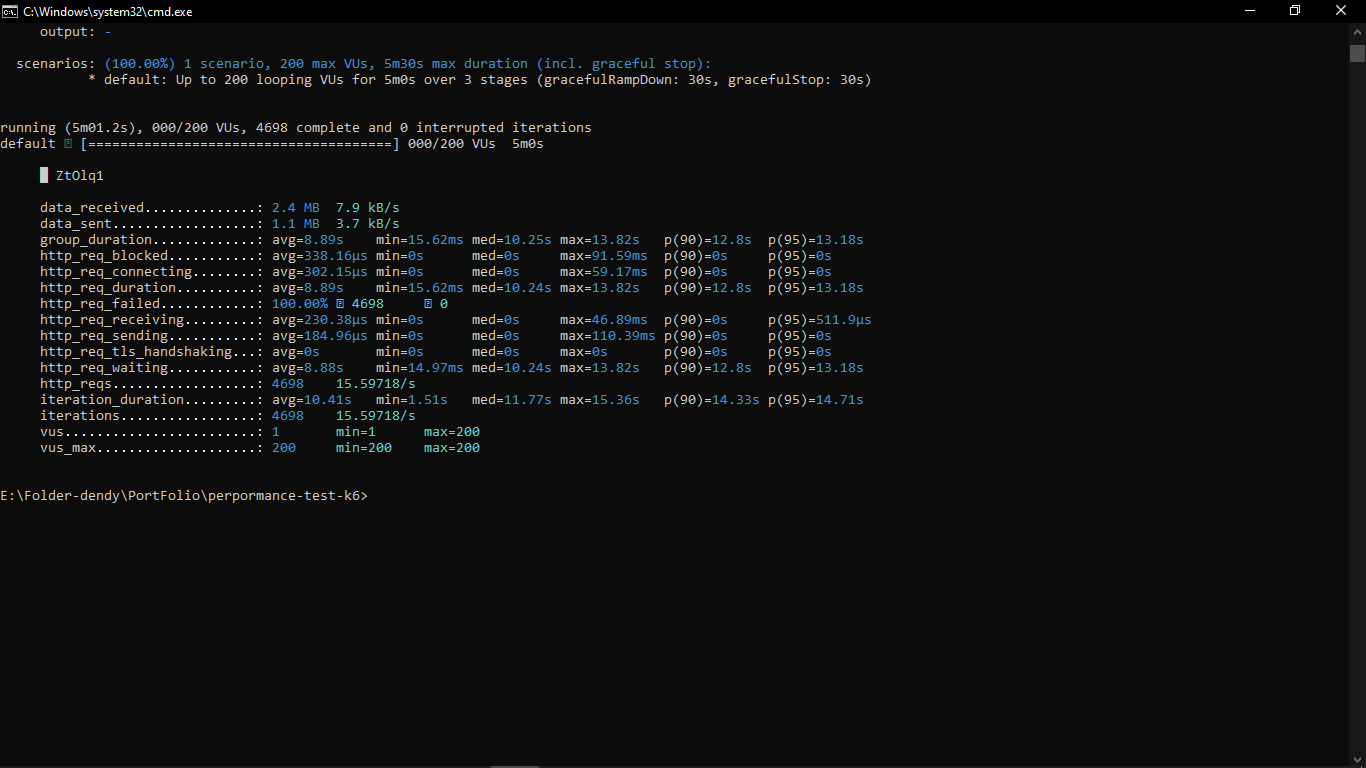 C:\Windows\system32\cmd.exe
output: -
scenarios: (100.00%) 1 scenario, 200 max VUs, 5m30s max duration (incl. graceful stop):
* default: Up to 200 looping VUs for 5m0s over 3 stages (gracefulRampDown: 30s, gracefulStop: 30s)
running (5m01.2s), 000/200 VUs, 4698 complete and 0 interrupted iterations
default [======================================] 000/200 VUs  5m0s
█ ZtOlq1
data_received..............: 2.4 MB  7.9 kB/s
data_sent..................: 1.1 MB  3.7 kB/s
group_duration.............: avg=8.89s    min=15.62ms med=10.25s max=13.82s   p(90)=12.8s  p(95)=13.18s
http_req_blocked...........: avg=338.16µs min=0s      med=0s     max=91.59ms  p(90)=0s     p(95)=0s
http_req_connecting........: avg=302.15µs min=0s      med=0s     max=59.17ms  p(90)=0s     p(95)=0s
http_req_duration..........: avg=8.89s    min=15.62ms med=10.24s max=13.82s   p(90)=12.8s  p(95)=13.18s
http_req_failed............: 100.00% 4698      0
http_req_receiving.........: avg=230.38µs min=0s      med=0s     max=46.89ms  p(90)=0s     p(95)=511.9µs
http_req_sending...........: avg=184.96µs min=0s      med=0s     max=110.39ms p(90)=0s     p(95)=0s
http_req_tls_handshaking...: avg=0s       min=0s      med=0s     max=0s       p(90)=0s     p(95)=0s
http_req_waiting...........: avg=8.88s    min=14.97ms med=10.24s max=13.82s   p(90)=12.8s  p(95)=13.18s
http_reqs..................: 4698    15.59718/s
iteration_duration.........: avg=10.41s   min=1.51s   med=11.77s max=15.36s   p(90)=14.33s p(95)=14.71s
iterations.................: 4698    15.59718/s
vus........................: 1       min=1      max=200
vus_max....................: 200     min=200    max=200
E:\Folder-dendy\PortFolio\perpormance-test-k6>